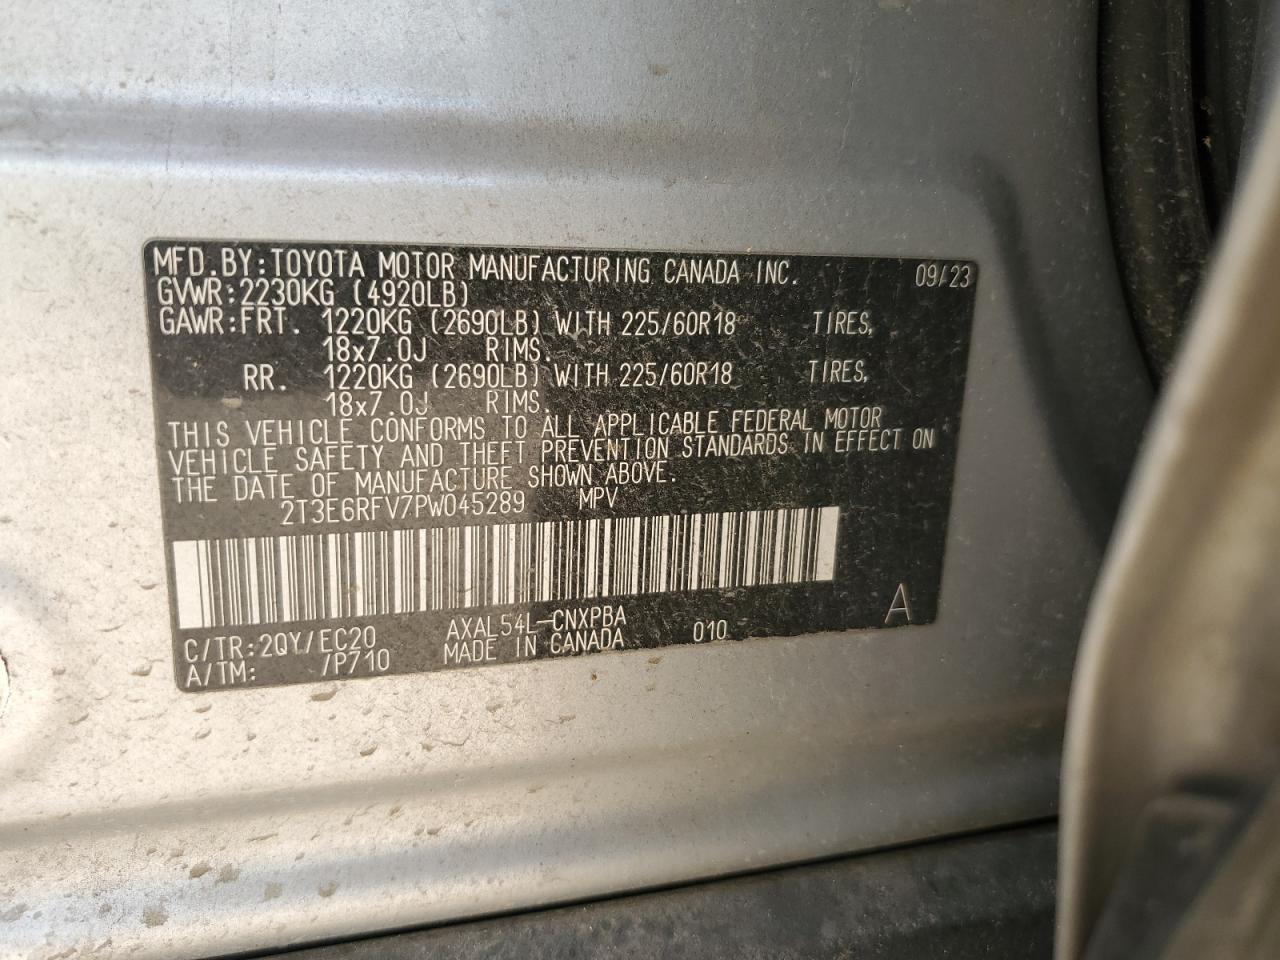 MFD.BY:TOYOTA MOTOR MANUFACTURING CANADA INC. 09/23
GVWR:2230KG (4920LB)
GAWR:FRT. 1220KG (2690LB) WITH 225/60R18 TIRES,
18x7.0J RIMS.
RR. 1220KG (2690LB) WITH 225/60R18 TIRES,
18x7.0J RIMS.
THIS VEHICLE CONFORMS TO ALL APPLICABLE FEDERAL MOTOR
VEHICLE SAFETY AND THEFT PREVENTION STANDARDS IN EFFECT ON
THE DATE OF MANUFACTURE SHOWN ABOVE.
2T3E6RFV7PW045289 MPV
A
C/TR:2QY/EC20 AXAL54L-CNXPBA 010
A/TM: /P710 MADE IN CANADA